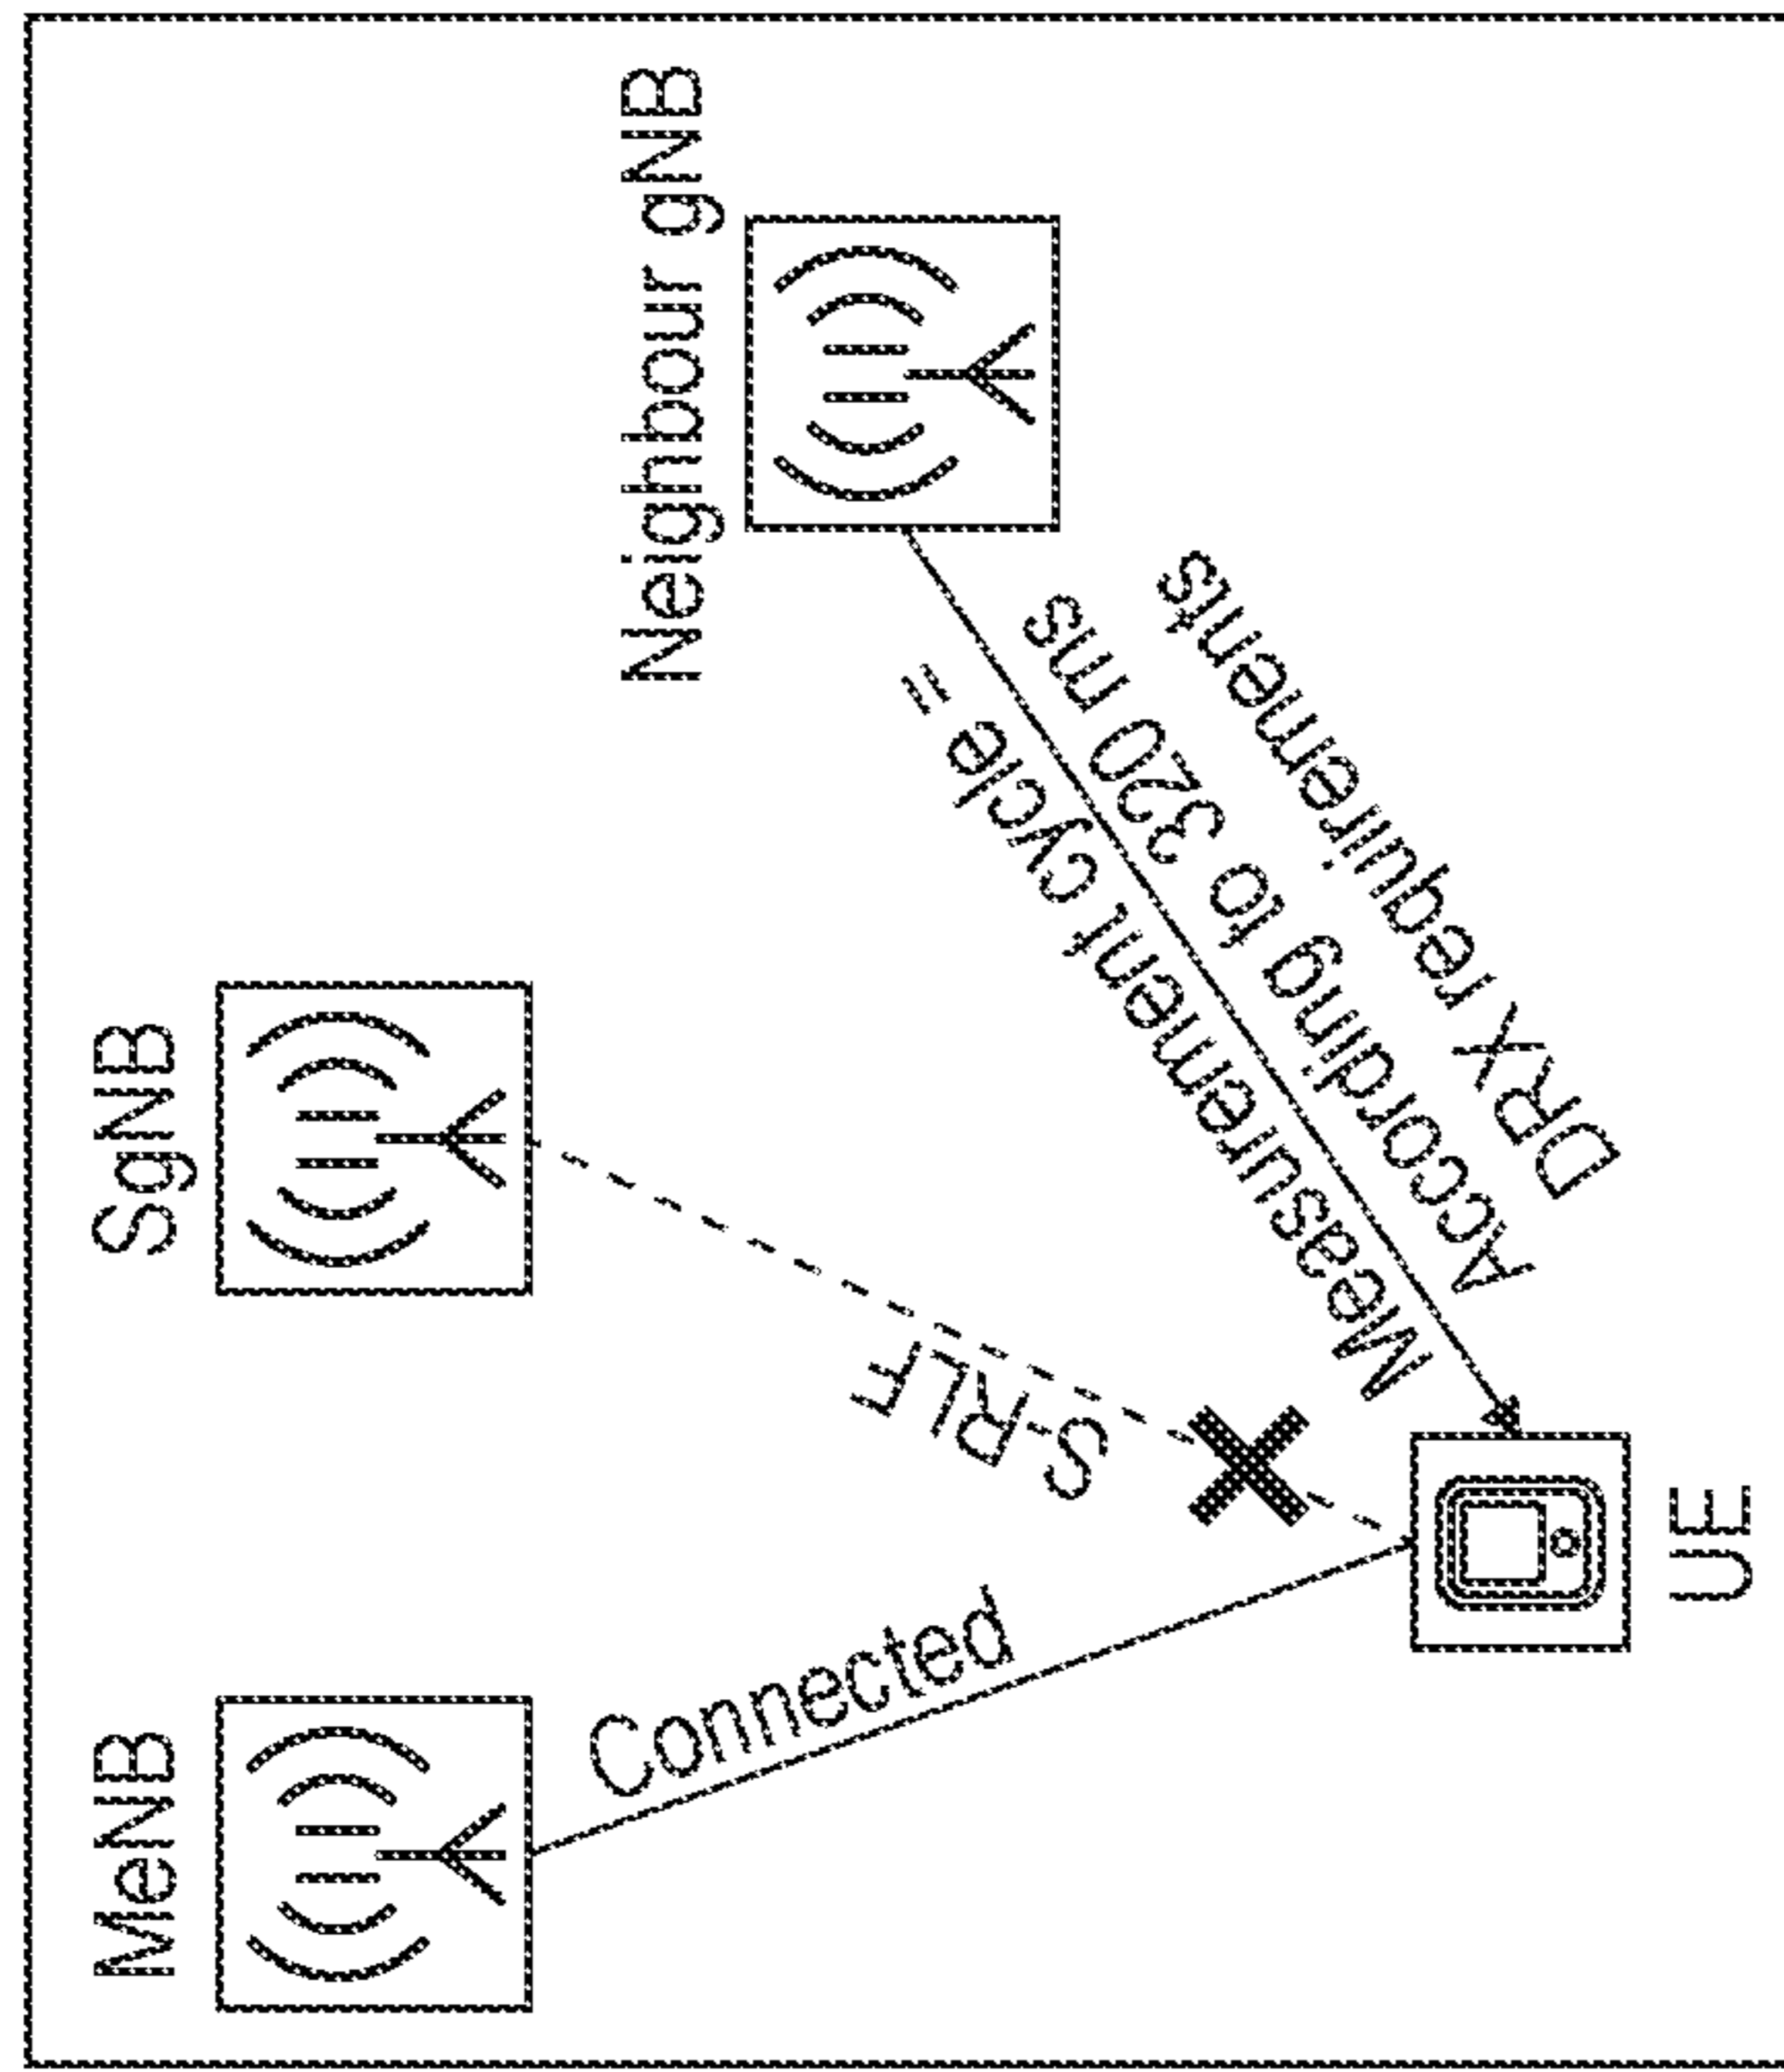 MeNB
SgNB
Neighbour gNB
Connected
S-RLF
Measurement cycle =
According to 320 ms
DRX requirements
UE